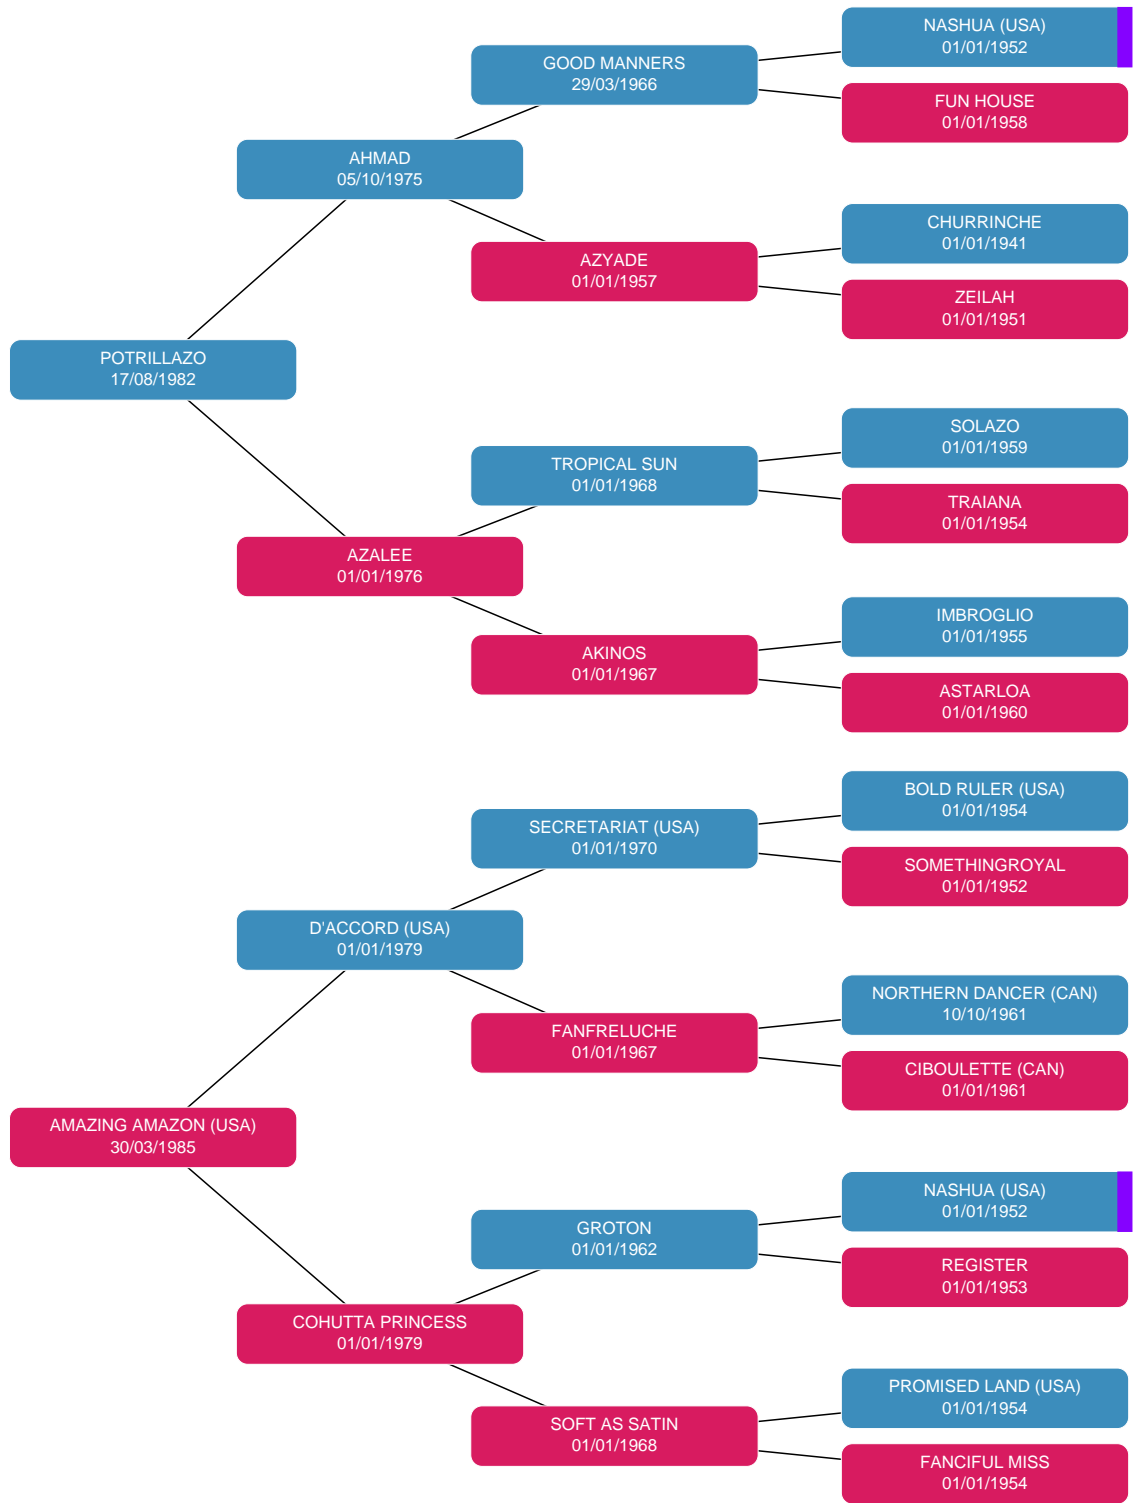 NASHUA (USA)
01/01/1952
GOOD MANNERS
29/03/1966
FUN HOUSE
01/01/1958
AHMAD
05/10/1975
CHURRINCHE
01/01/1941
AZYADE
01/01/1957
ZEILAH
01/01/1951
POTRILLAZO
17/08/1982
SOLAZO
01/01/1959
TROPICAL SUN
01/01/1968
TRAIANA
01/01/1954
AZALEE
01/01/1976
IMBROGLIO
01/01/1955
AKINOS
01/01/1967
ASTARLOA
01/01/1960
BOLD RULER (USA)
01/01/1954
SECRETARIAT (USA)
01/01/1970
SOMETHINGROYAL
01/01/1952
D'ACCORD (USA)
01/01/1979
NORTHERN DANCER (CAN)
10/10/1961
FANFRELUCHE
01/01/1967
CIBOULETTE (CAN)
01/01/1961
AMAZING AMAZON (USA)
30/03/1985
NASHUA (USA)
01/01/1952
GROTON
01/01/1962
REGISTER
01/01/1953
COHUTTA PRINCESS
01/01/1979
PROMISED LAND (USA)
01/01/1954
SOFT AS SATIN
01/01/1968
FANCIFUL MISS
01/01/1954